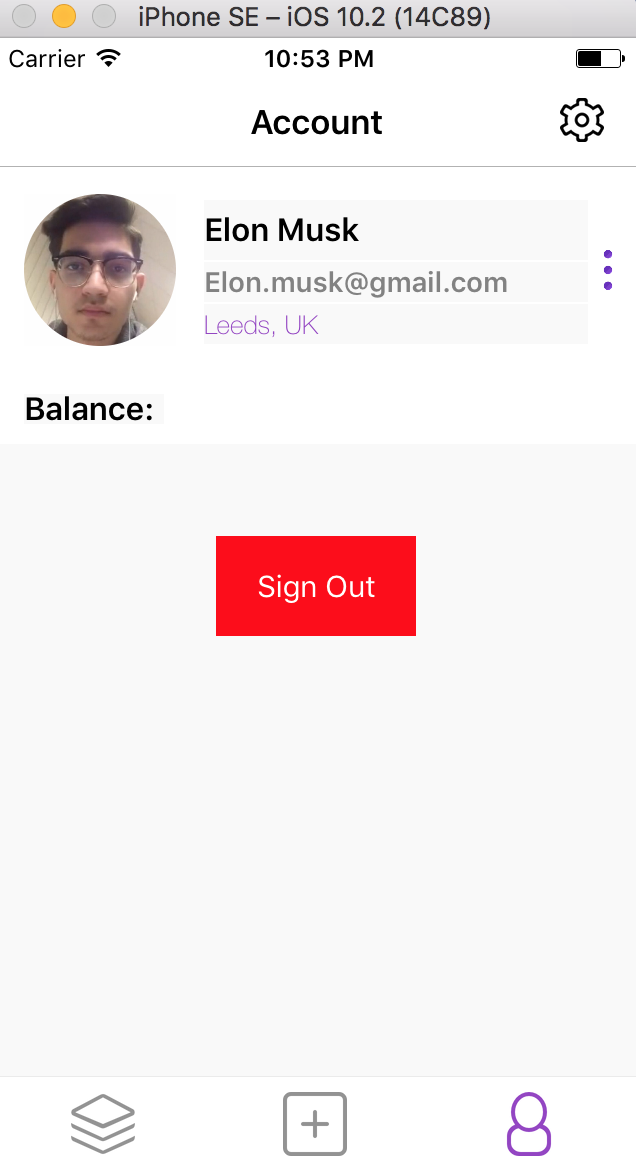 iPhone SE – iOS 10.2 (14C89)
Carrier 10:53 PM
Account
Elon Musk
Elon.musk@gmail.com
Leeds, UK
Balance:
Sign Out